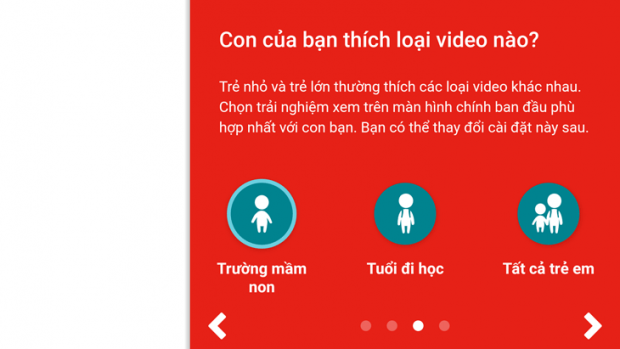 Con của bạn thích loại video nào?
Trẻ nhỏ và trẻ lớn thường thích các loại video khác nhau.
Chọn trải nghiệm xem trên màn hình chính ban đầu phù
hợp nhất với con bạn. Bạn có thể thay đổi cài đặt này sau.
Trường mầm
non
Tuổi đi học
Tất cả trẻ em